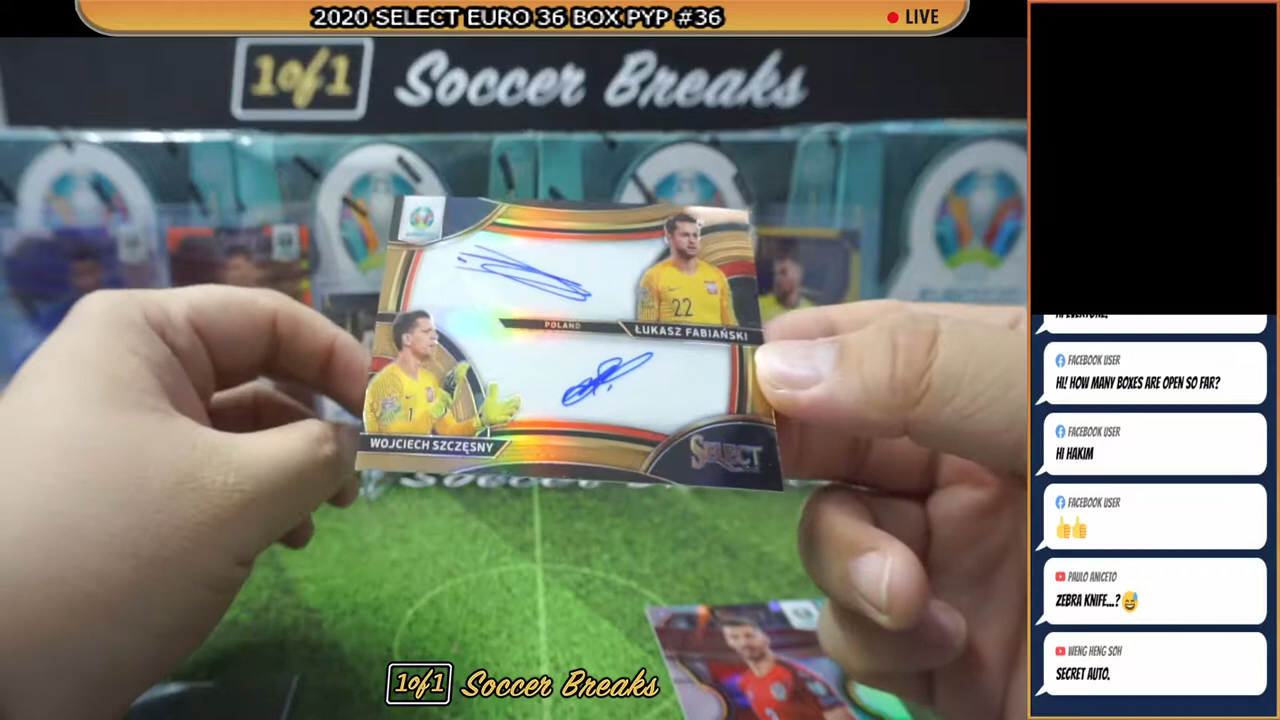 2020 SELECT EURO 36 BOX PYP #36
LIVE
1of1 Soccer Breaks
22
POLAND
ŁUKASZ FABIAŃSKI
1
WOJCIECH SZCZĘSNY
SELECT
1of1 Soccer Breaks
FACEBOOK USER
HI! HOW MANY BOXES ARE OPEN SO FAR?
FACEBOOK USER
HI HAKIM
FACEBOOK USER
👍👍
PAULO ANICETO
ZEBRA KNIFE...?😅
WENG HENG SOH
SECRET AUTO.